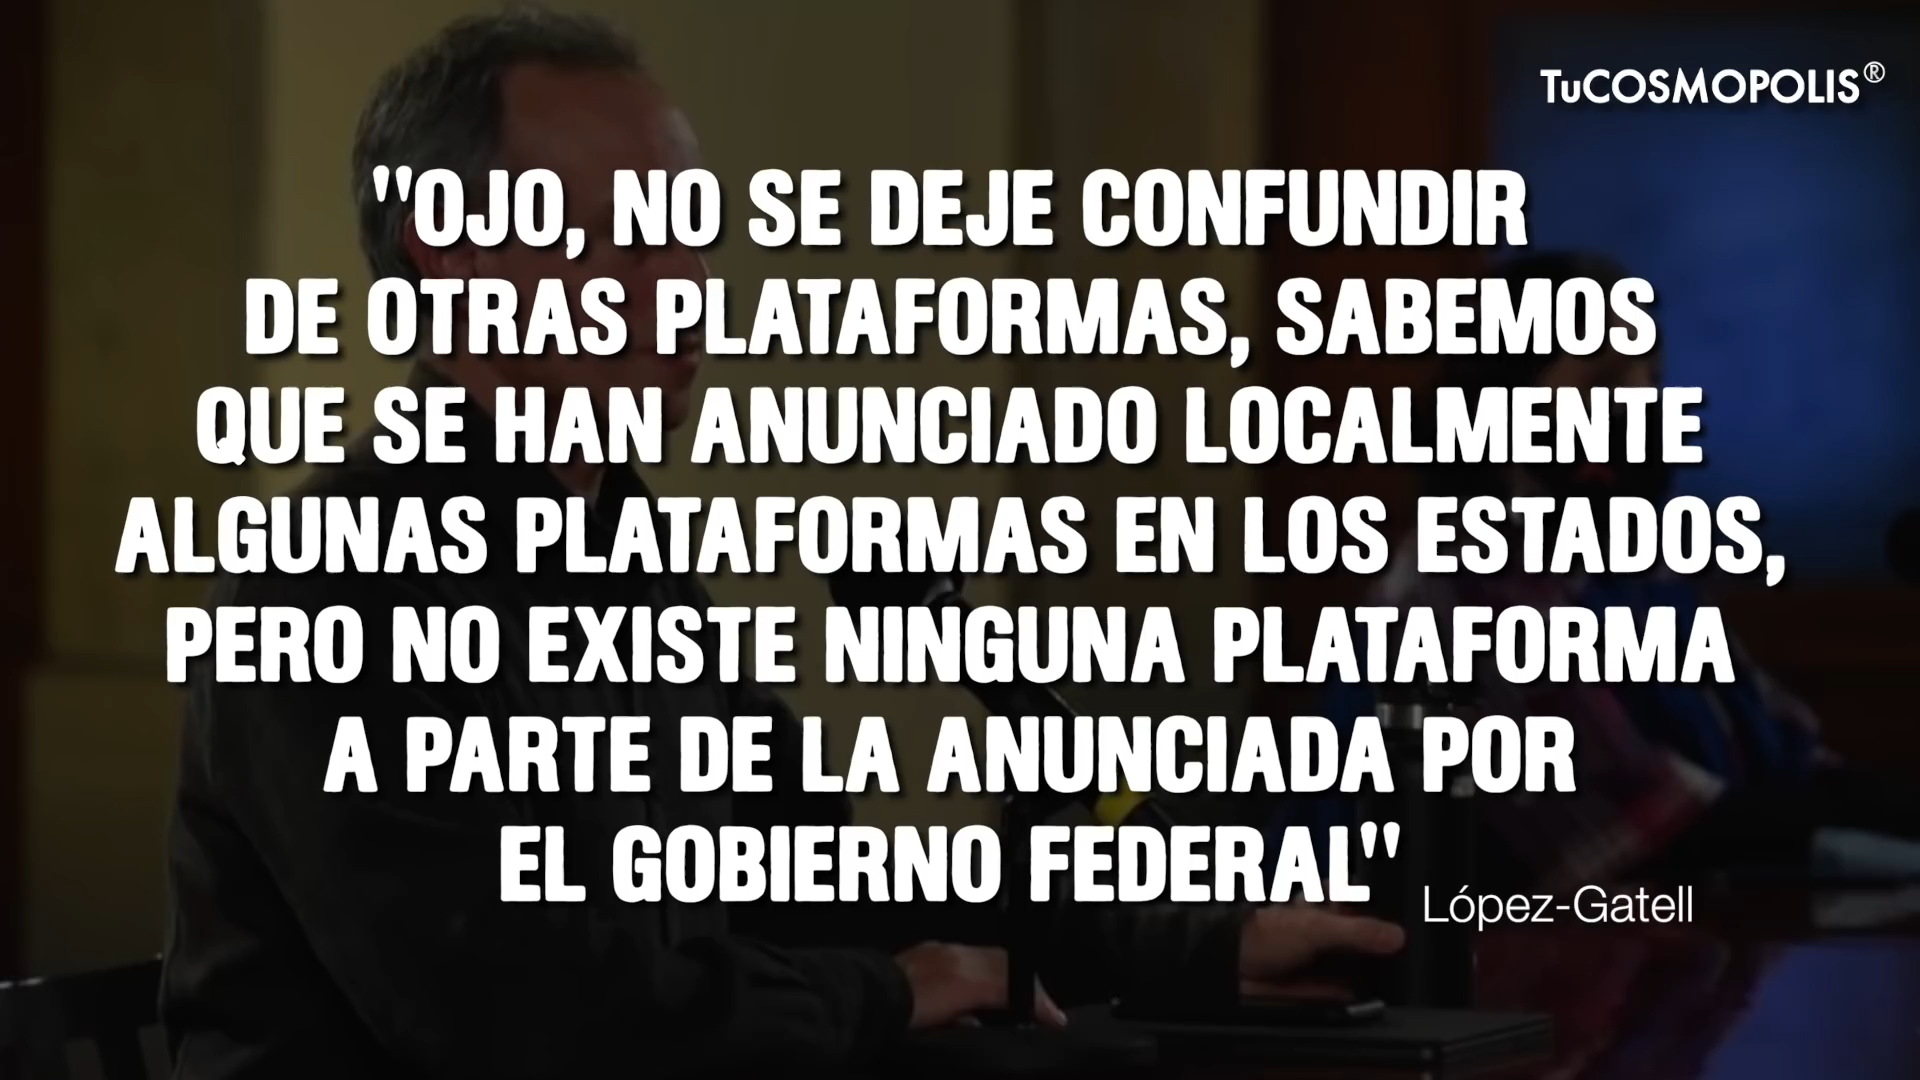 TuCOSMOPOLIS®
"OJO, NO SE DEJE CONFUNDIR
DE OTRAS PLATAFORMAS, SABEMOS
QUE SE HAN ANUNCIADO LOCALMENTE
ALGUNAS PLATAFORMAS EN LOS ESTADOS,
PERO NO EXISTE NINGUNA PLATAFORMA
A PARTE DE LA ANUNCIADA POR
EL GOBIERNO FEDERAL"
López-Gatell